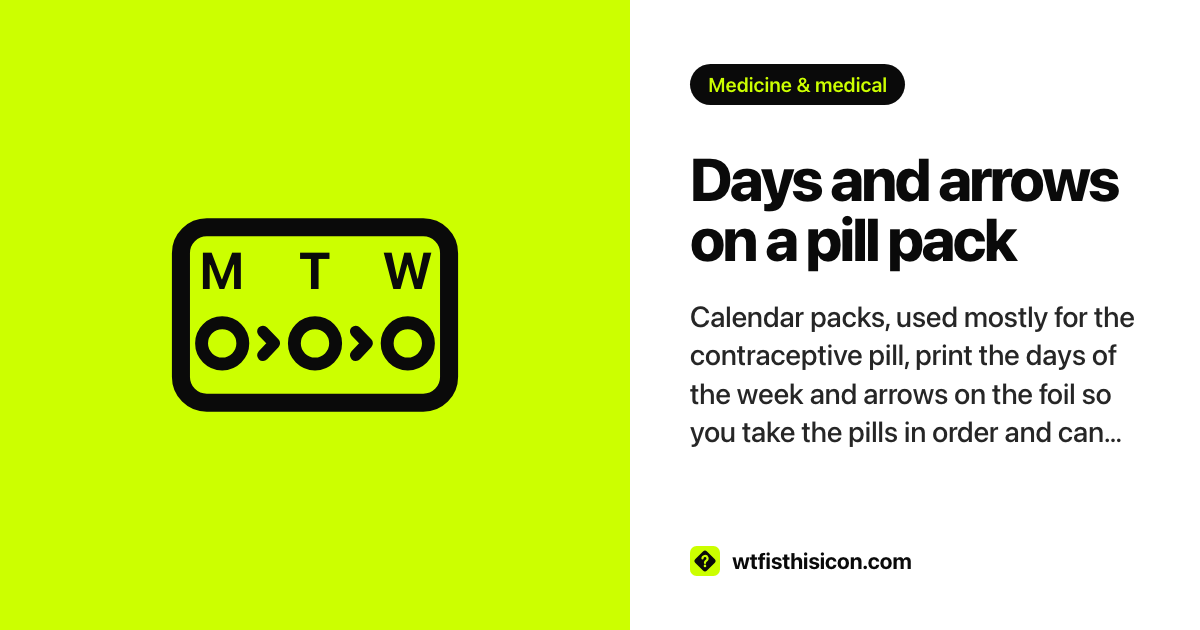 M T W
Medicine & medical
Days and arrows
on a pill pack
Calendar packs, used mostly for the
contraceptive pill, print the days of
the week and arrows on the foil so
you take the pills in order and can...
?
wtfisthisicon.com